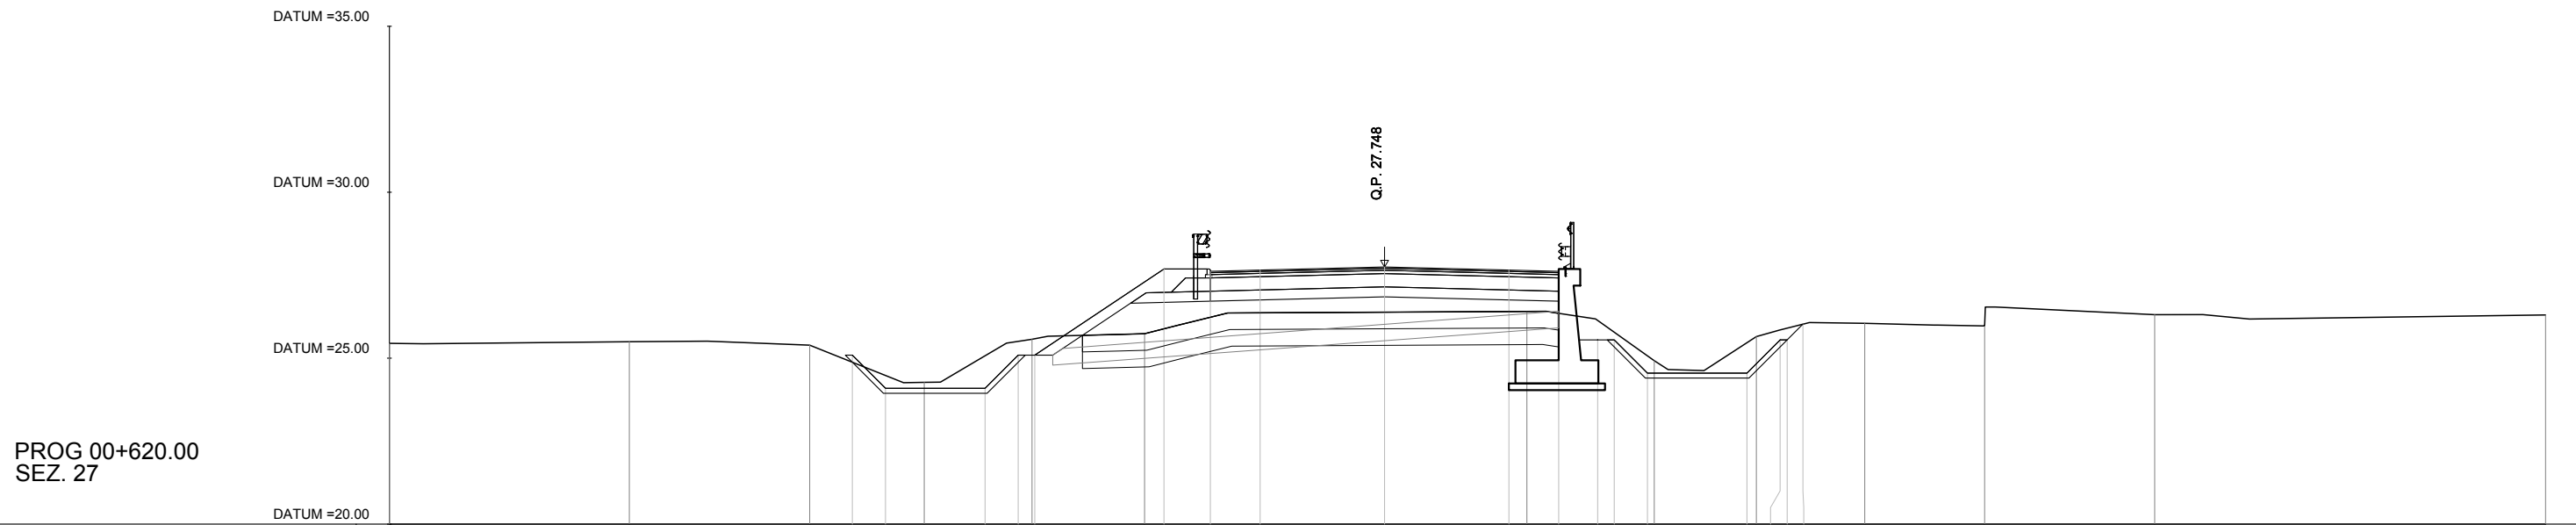 DATUM =35.00
Q.P. 27.748
DATUM =30.00
DATUM =25.00
PROG 00+620.00
SEZ. 27
DATUM =20.00